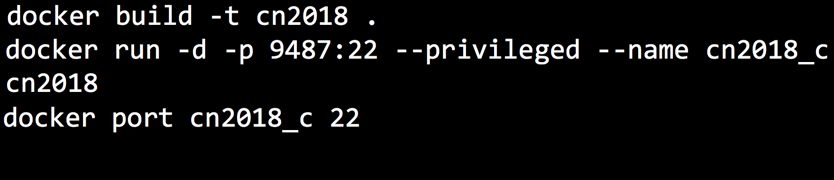 docker build -t cn2018 .
docker run -d -p 9487:22 --privileged --name cn2018_c
cn2018
docker port cn2018_c 22